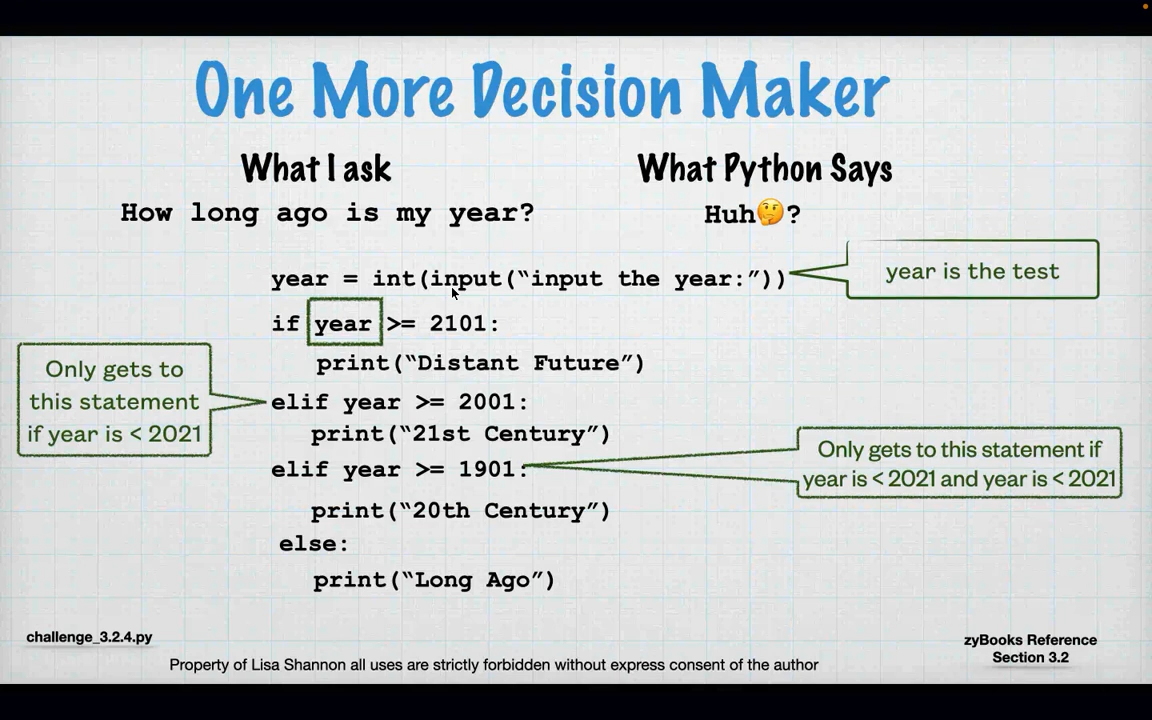 One More Decision Maker
What I ask
What Python Says
How long ago is my year?
Huh🤔?
year = int(input(“input the year:”))
year is the test
if year >= 2101:
print(“Distant Future”)
Only gets to
this statement
if year is < 2021
elif year >= 2001:
print(“21st Century”)
elif year >= 1901:
Only gets to this statement if
year is < 2021 and year is < 2021
print(“20th Century”)
else:
print(“Long Ago”)
challenge_3.2.4.py
zyBooks Reference
Section 3.2
Property of Lisa Shannon all uses are strictly forbidden without express consent of the author